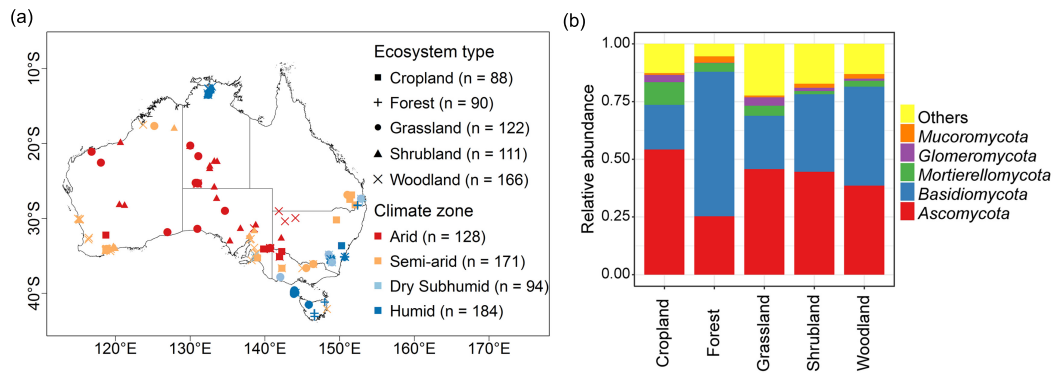 (a)
Ecosystem type
Cropland (n = 88)
Forest (n = 90)
Grassland (n = 122)
Shrubland (n = 111)
Woodland (n = 166)
Climate zone
Arid (n = 128)
Semi-arid (n = 171)
Dry Subhumid (n = 94)
Humid (n = 184)
10°S
20°S
30°S
40°S
120°E 130°E 140°E 150°E 160°E 170°E
(b)
Relative abundance
1.00
0.75
0.50
0.25
0.00
Cropland
Forest
Grassland
Shrubland
Woodland
Others
Mucoromycota
Glomeromycota
Mortierellomycota
Basidiomycota
Ascomycota